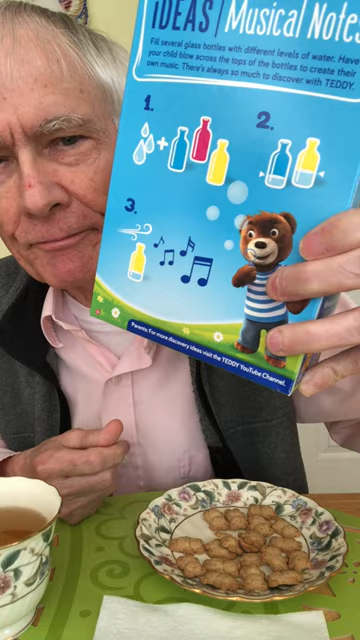 iDEAS | Musical Notes
Fill several glass bottles with different levels of water. Have
your child blow across the tops of the bottles to create their
own music. There's always so much to discover with TEDDY.
1.
2.
3.
Parents: For more discovery ideas visit the TEDDY YouTube Channel.